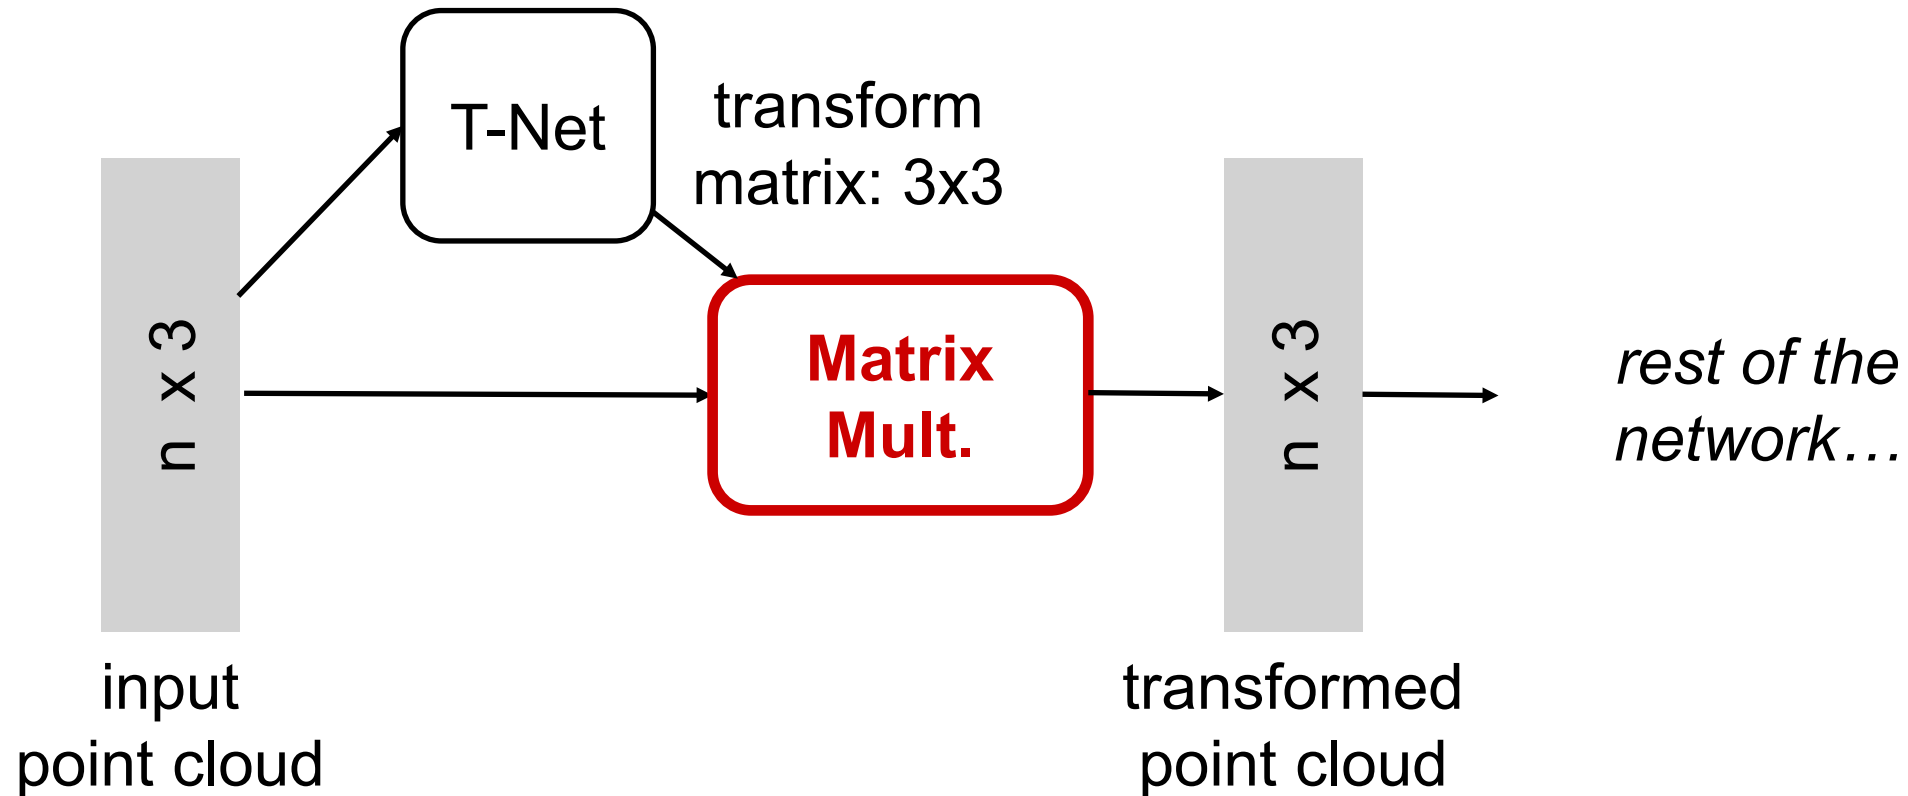 T-Net
transform
matrix: 3x3
n x 3
Matrix
Mult.
n x 3
rest of the
network…
input
point cloud
transformed
point cloud